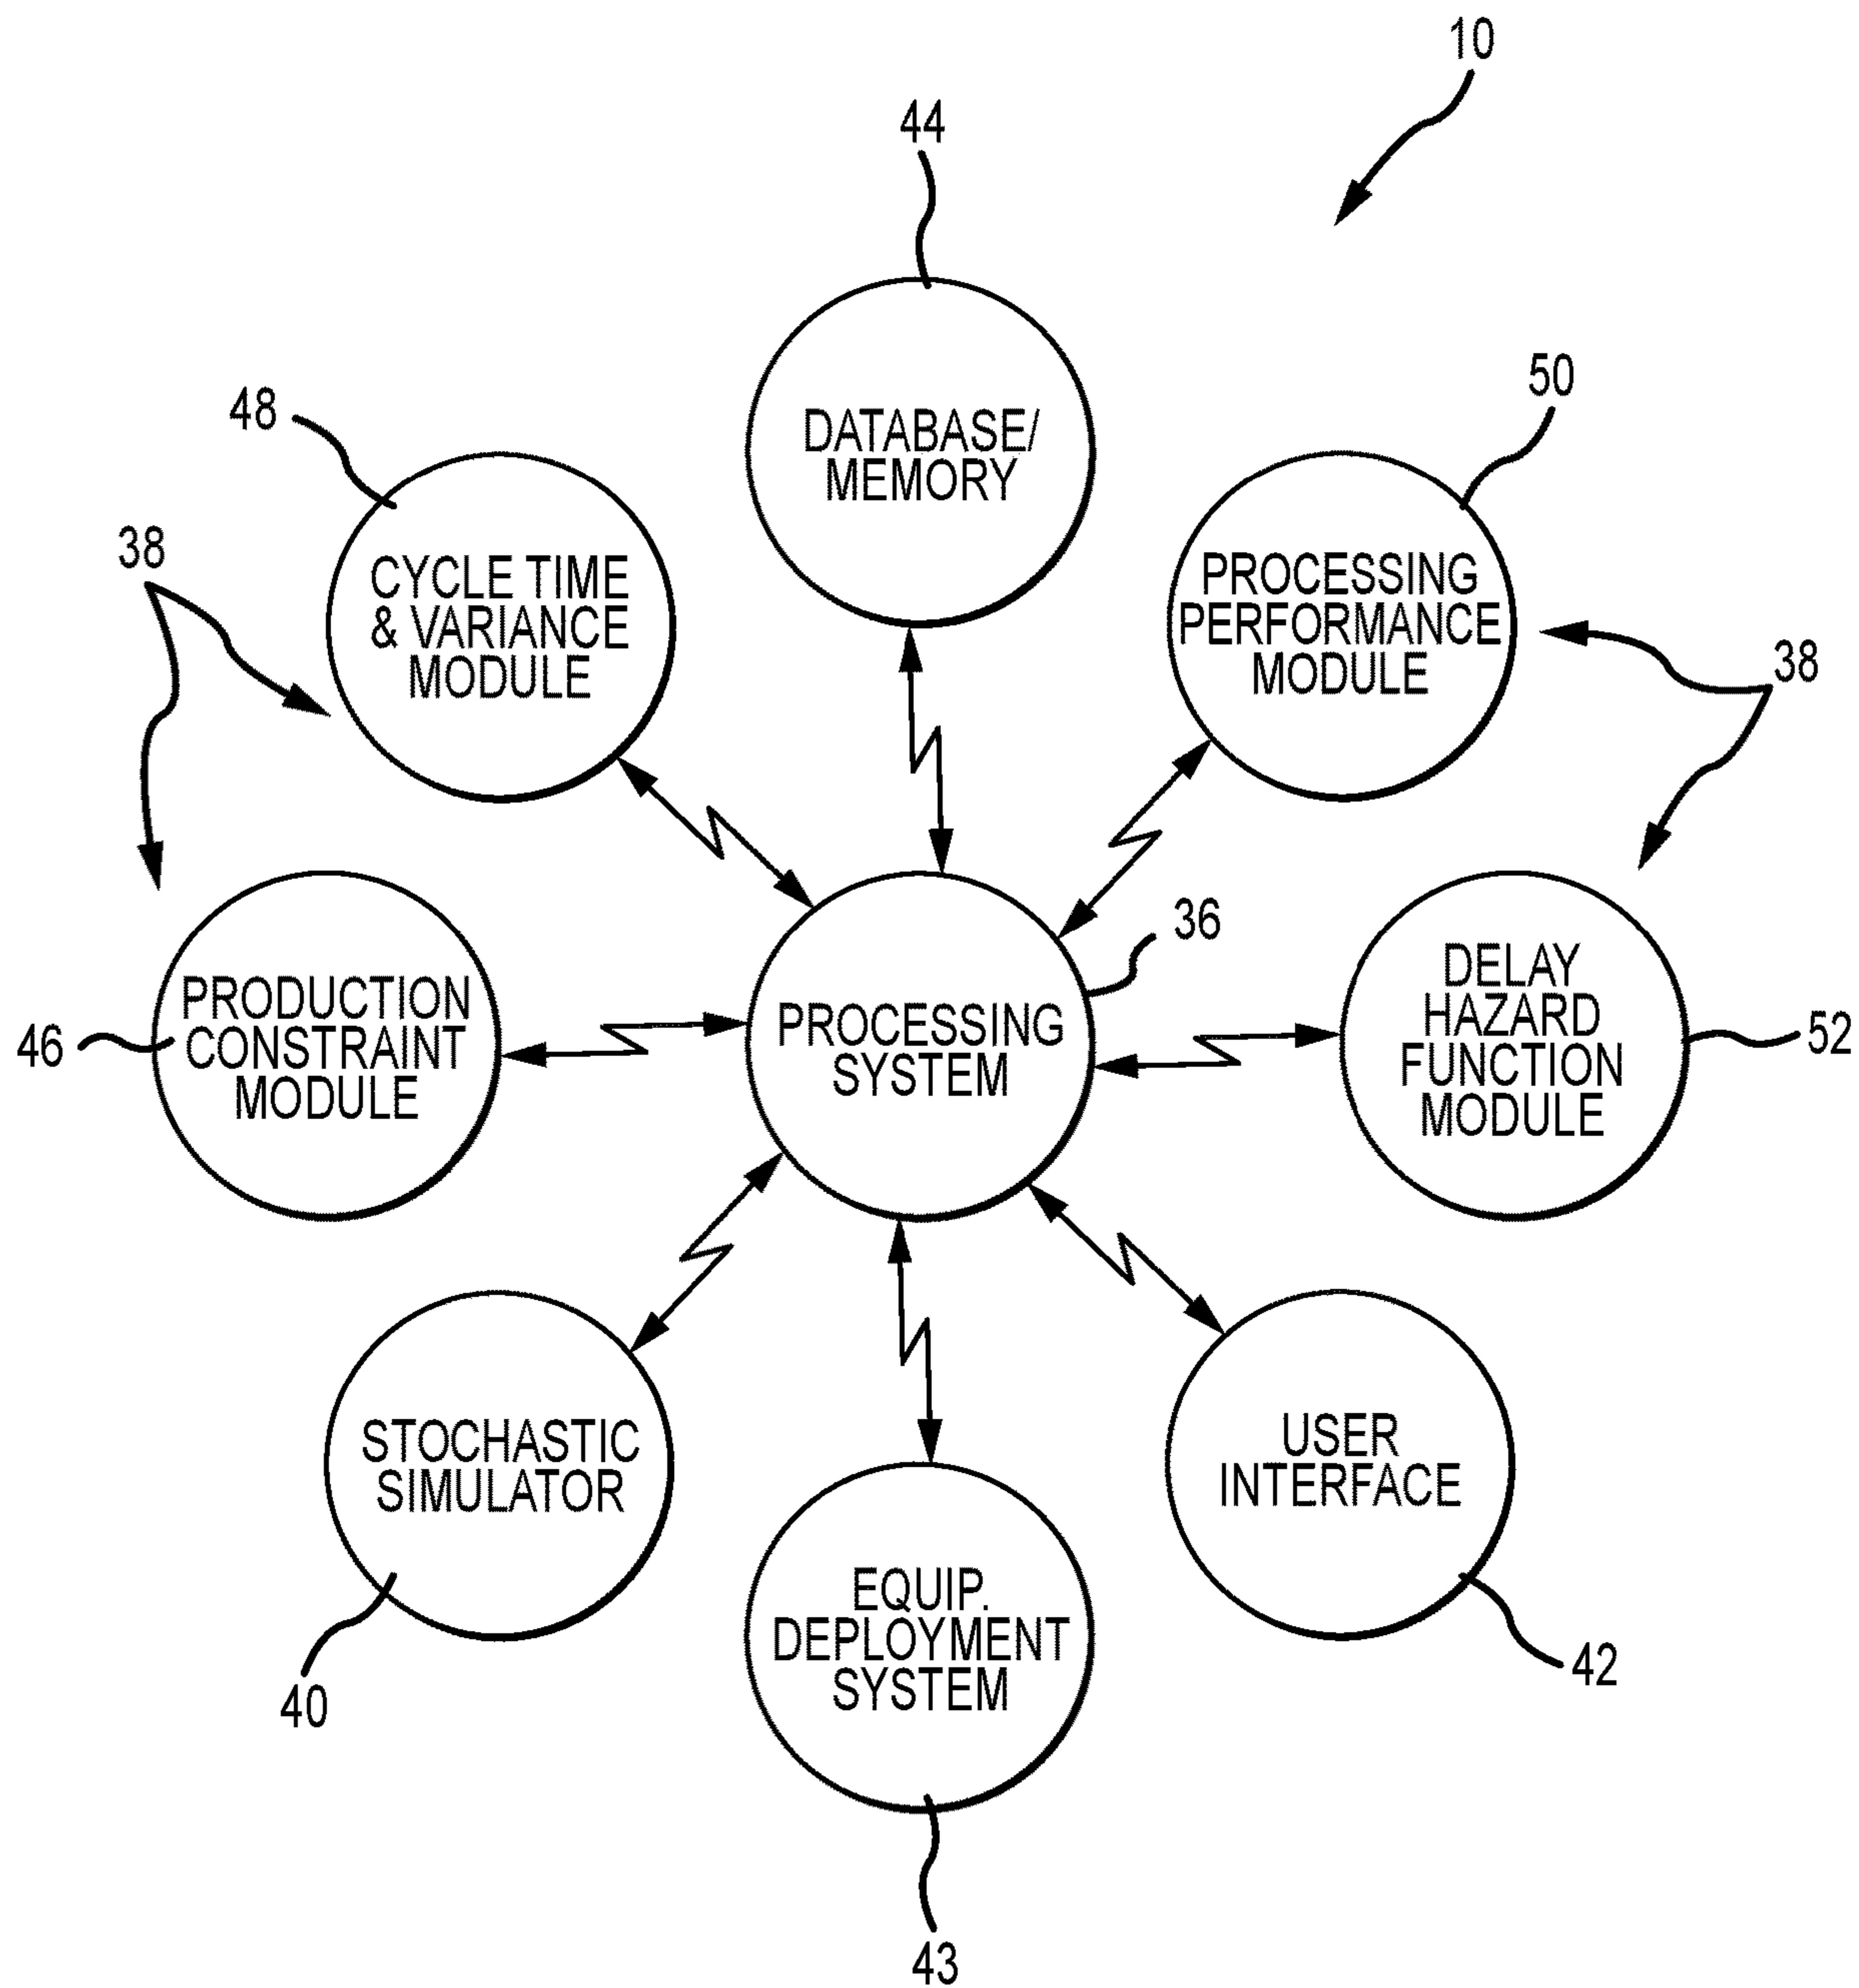 10
44
50
48
DATABASE/
MEMORY
38
CYCLE TIME
& VARIANCE
MODULE
PROCESSING
PERFORMANCE
MODULE
38
36
PRODUCTION
CONSTRAINT
MODULE
46
PROCESSING
SYSTEM
DELAY
HAZARD
FUNCTION
MODULE
52
STOCHASTIC
SIMULATOR
USER
INTERFACE
EQUIP.
DEPLOYMENT
SYSTEM
40
42
43